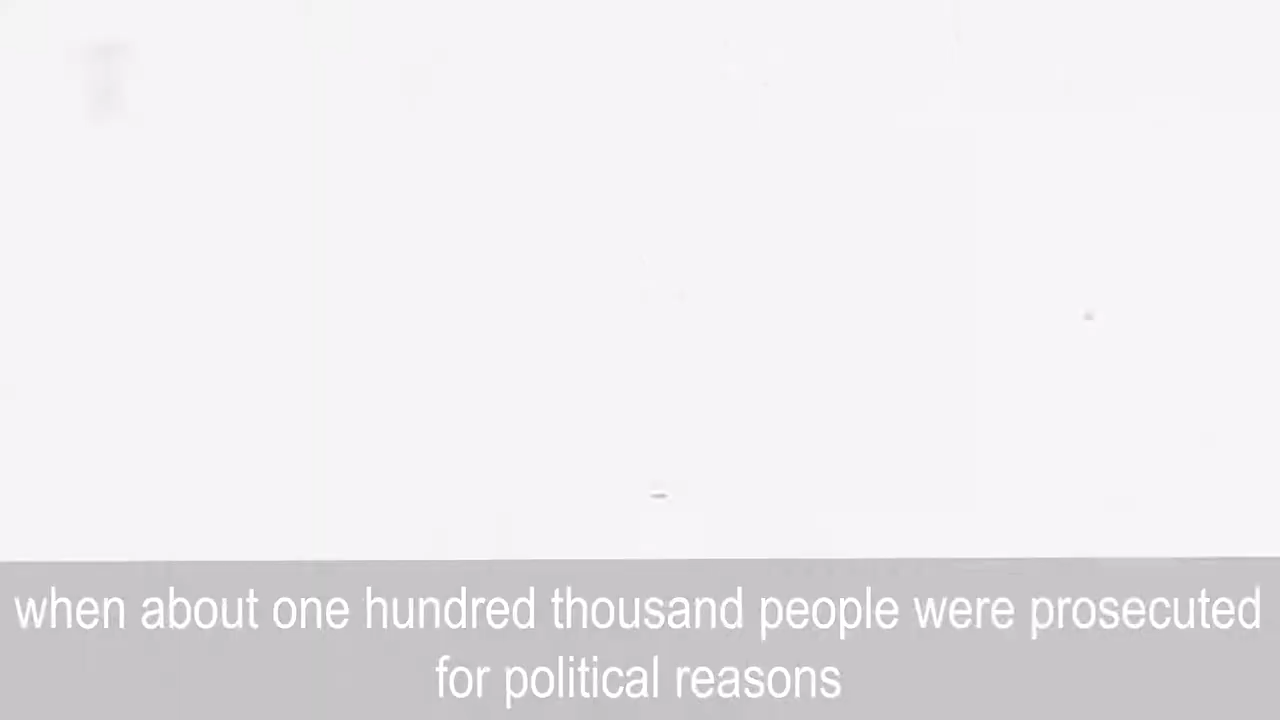 when about one hundred thousand people were prosecuted
for political reasons